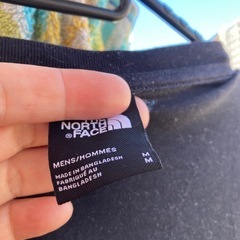 THE
NORTH
FACE
MENS/HOMMES M
MADE IN BANGLADESH M
FABRIQUÉ AU
BANGLADESH